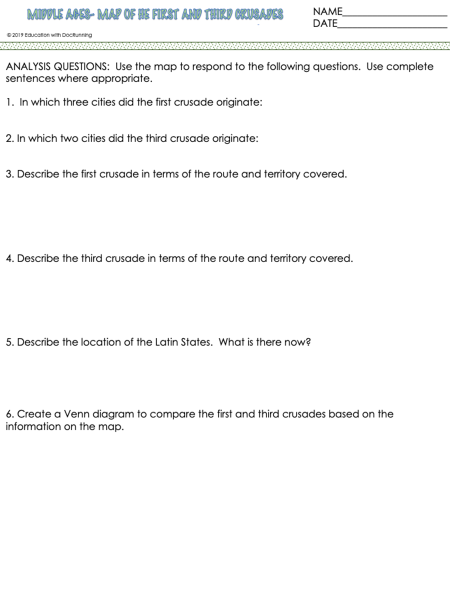 MIDDLE AGES- MAP OF HE FIRST AND THIRD CRUSADES
NAME____________________
DATE_____________________
©2019 Education with DocRunning
ANALYSIS QUESTIONS:  Use the map to respond to the following questions.  Use complete
sentences where appropriate.
1.  In which three cities did the first crusade originate:
2. In which two cities did the third crusade originate:
3. Describe the first crusade in terms of the route and territory covered.
4. Describe the third crusade in terms of the route and territory covered.
5. Describe the location of the Latin States.  What is there now?
6. Create a Venn diagram to compare the first and third crusades based on the
information on the map.